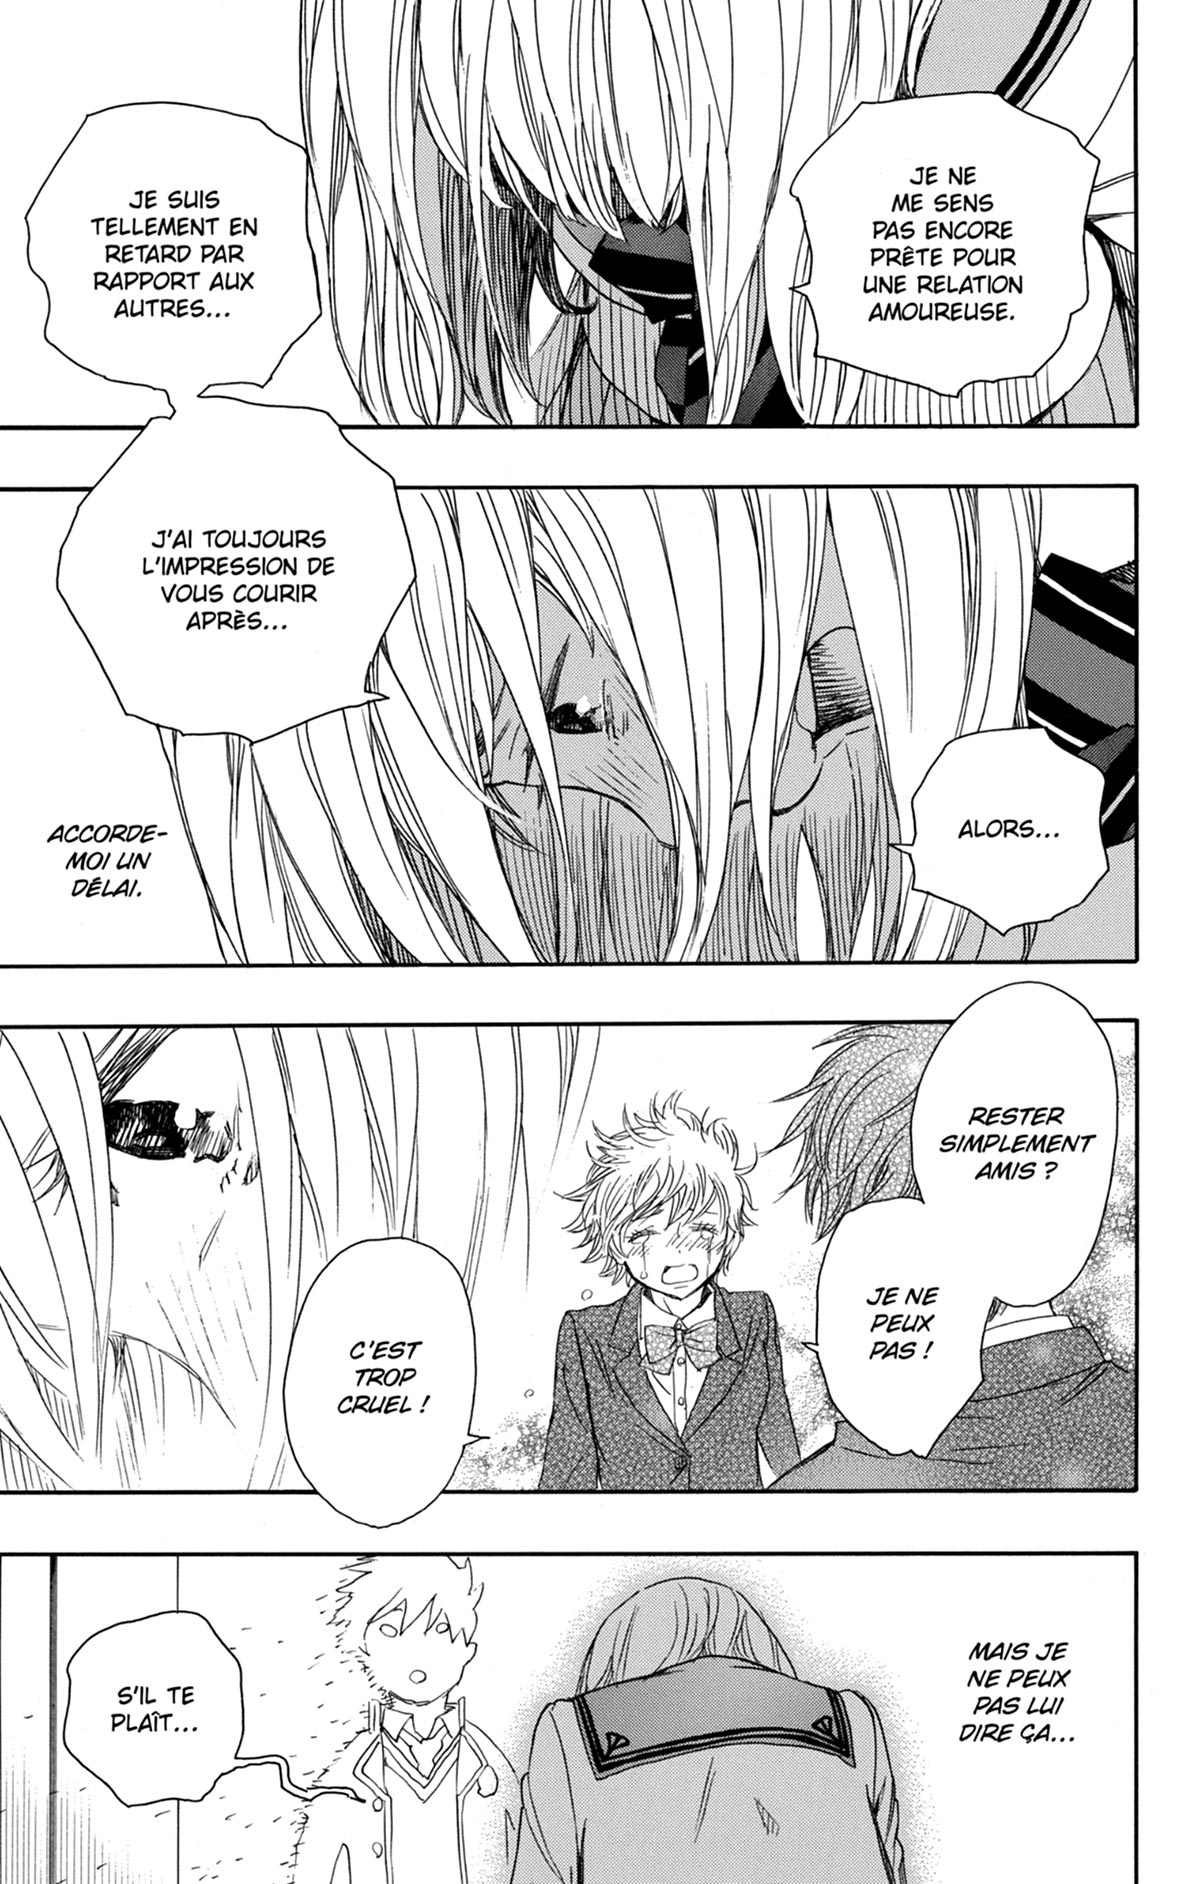 JE NE
ME SENS
PAS ENCORE
PRÊTE POUR
UNE RELATION
AMOUREUSE.
JE SUIS
TELLEMENT EN
RETARD PAR
RAPPORT AUX
AUTRES...
J'AI TOUJOURS
L'IMPRESSION DE
VOUS COURIR
APRÈS...
ALORS...
ACCORDE-
MOI UN
DÉLAI.
RESTER
SIMPLEMENT
AMIS ?
JE NE
PEUX
PAS !
C'EST
TROP
CRUEL !
MAIS JE
NE PEUX
PAS LUI
DIRE ÇA...
S'IL TE
PLAÎT...